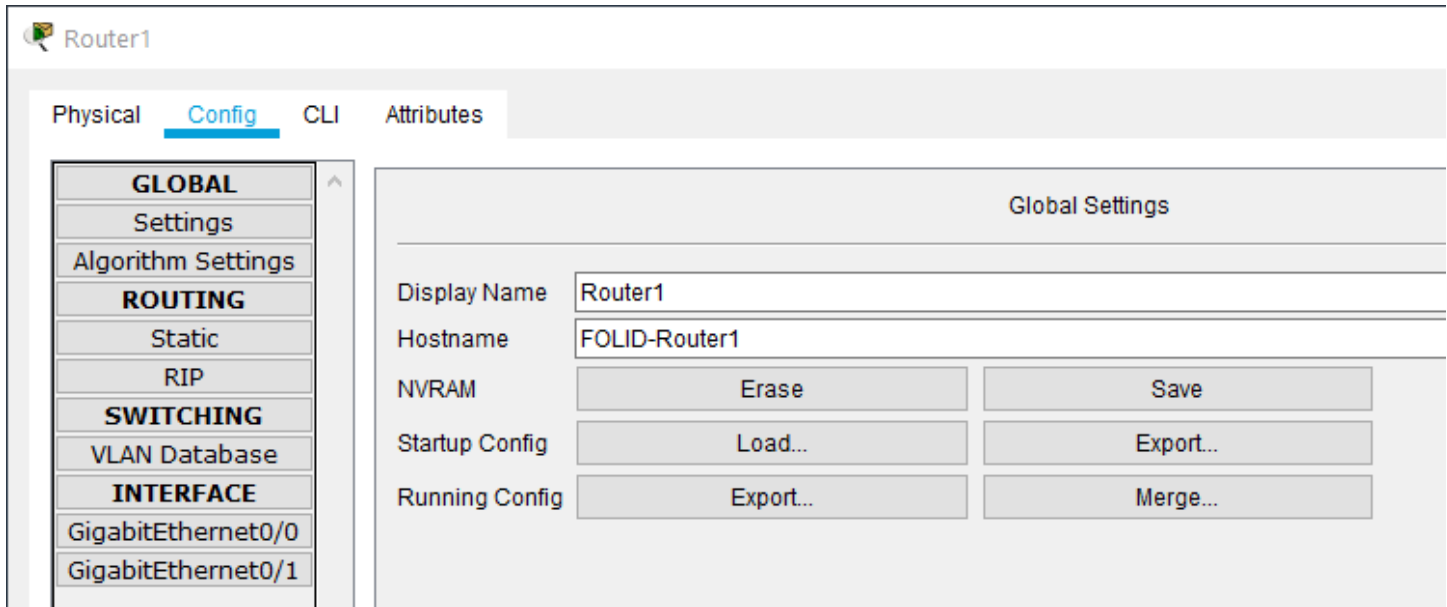 Router1
Physical Config CLI Attributes
GLOBAL
Settings
Algorithm Settings
ROUTING
Static
RIP
SWITCHING
VLAN Database
INTERFACE
GigabitEthernet0/0
GigabitEthernet0/1
Global Settings
Display Name Router1
Hostname FOLID-Router1
NVRAM Erase Save
Startup Config Load... Export...
Running Config Export... Merge...